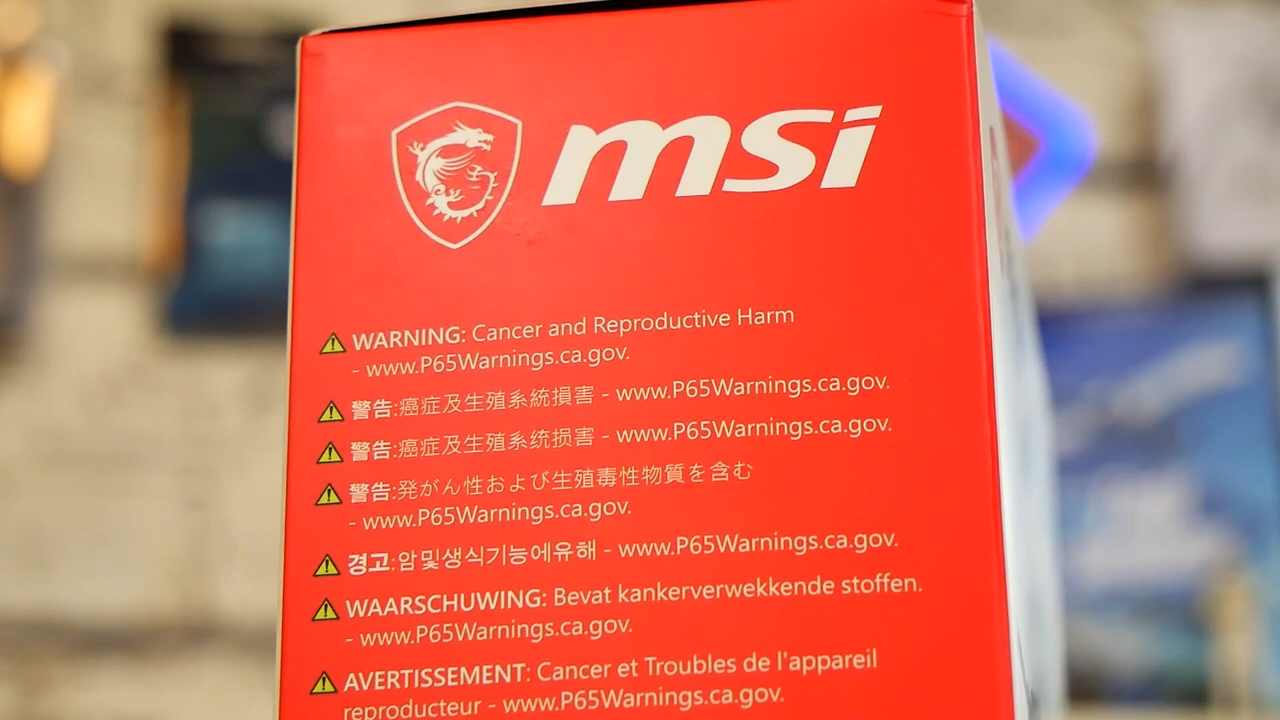 msi
WARNING: Cancer and Reproductive Harm
- www.P65Warnings.ca.gov.
警告:癌症及生殖系統損害 - www.P65Warnings.ca.gov.
警告:癌症及生殖系统损害 - www.P65Warnings.ca.gov.
警告:発がん性および生殖毒性物質を含む
- www.P65Warnings.ca.gov.
경고:암및생식기능에유해 - www.P65Warnings.ca.gov.
WAARSCHUWING: Bevat kankerverwekkende stoffen.
- www.P65Warnings.ca.gov.
AVERTISSEMENT: Cancer et Troubles de l'appareil
reproducteur - www.P65Warnings.ca.gov.